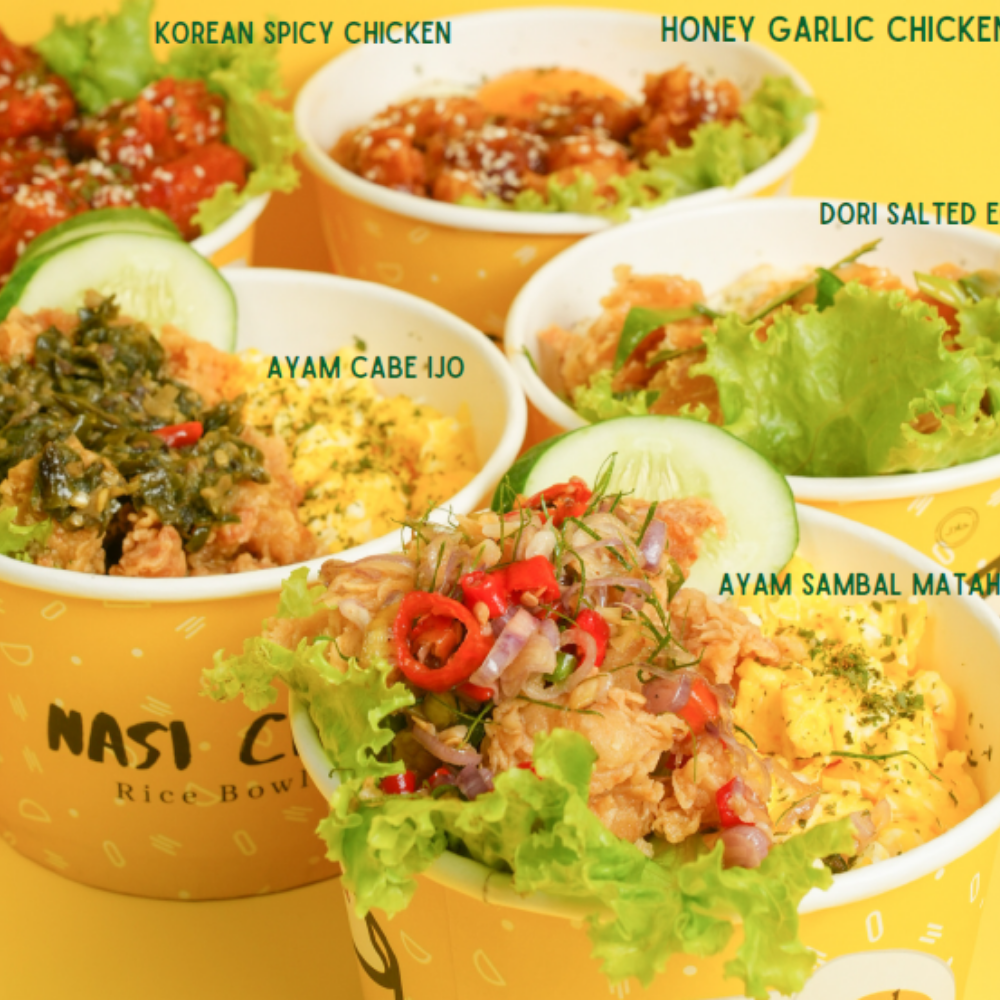 KOREAN SPICY CHICKEN
HONEY GARLIC CHICKEN
DORI SALTED E
AYAM CABE IJO
AYAM SAMBAL MATAH
NASI C
Rice Bowl